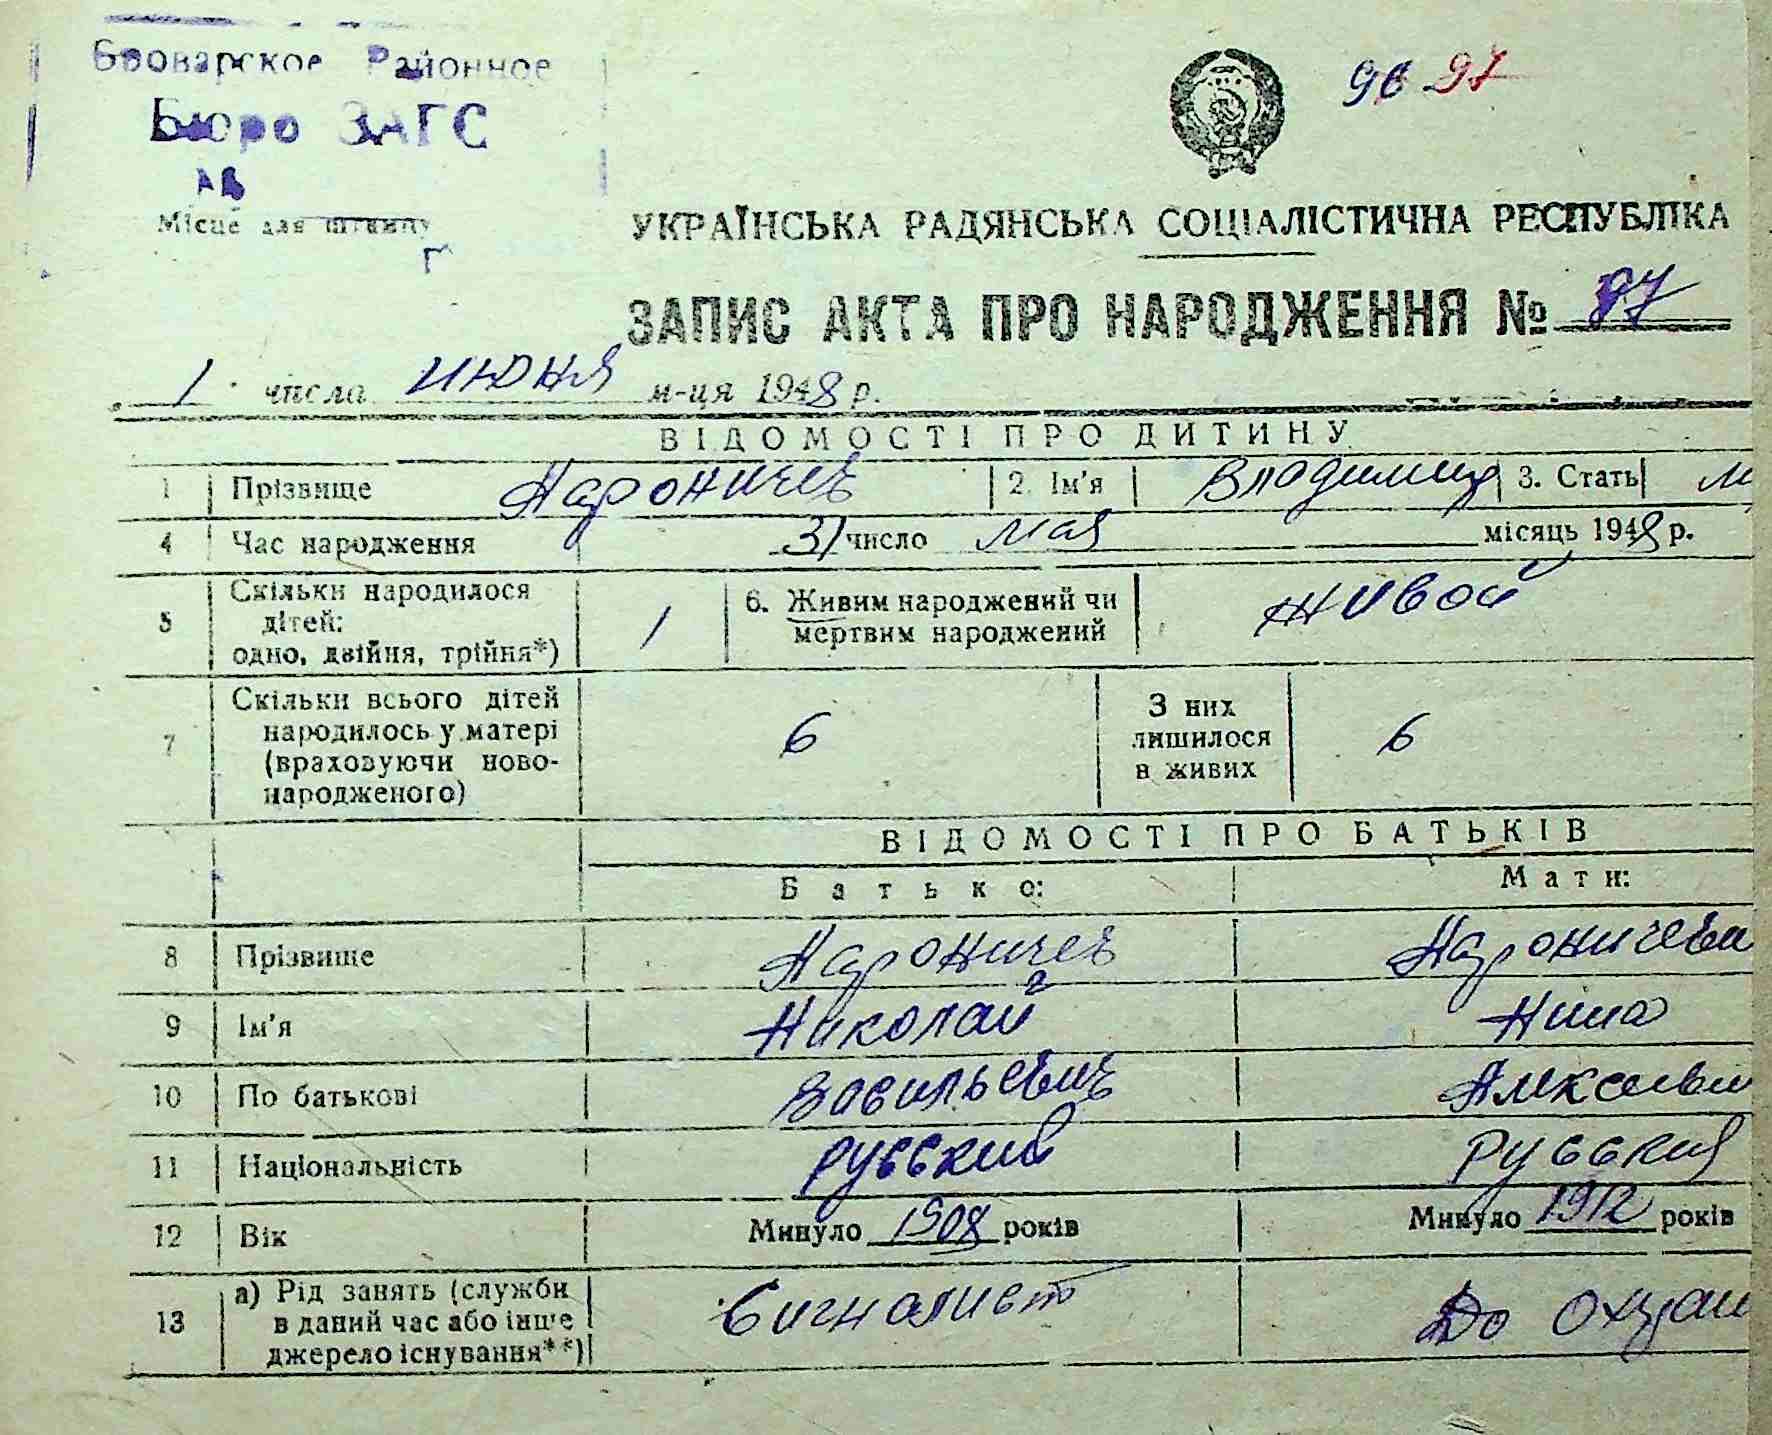 Броварское Районное 96 97
Бюро ЗАГС
Місце для штампу
УКРАЇНСЬКА РАДЯНСЬКА СОЦІАЛІСТИЧНА РЕСПУБЛІКА
ЗАПИС АКТА ПРО НАРОДЖЕННЯ № 97
1 числа июня м-ця 1948 р.
ВІДОМОСТІ ПРО ДИТИНУ
1 Прізвище Нароничев 2. Ім'я Владимир 3. Стать м
4 Час народження 31 число мая місяць 1948 р.
5 Скільки народилося дітей: одно, двійня, трійня*) 1 6. Живим народжений чи мертвим народжений живой
7 Скільки всього дітей народилось у матері (враховуючи ново-народженого) 6 З них лишилося в живих 6
ВІДОМОСТІ ПРО БАТЬКІВ
Батько: Мати:
8 Прізвище Нароничев Нароничева
9 Ім'я Николай Нина
10 По батькові Васильевич
11 Національність русский русская
12 Вік Минуло 1908 років Минуло 1912 років
13 а) Рід занять (служби в даний час або інше джерело існування**) Сигналист До